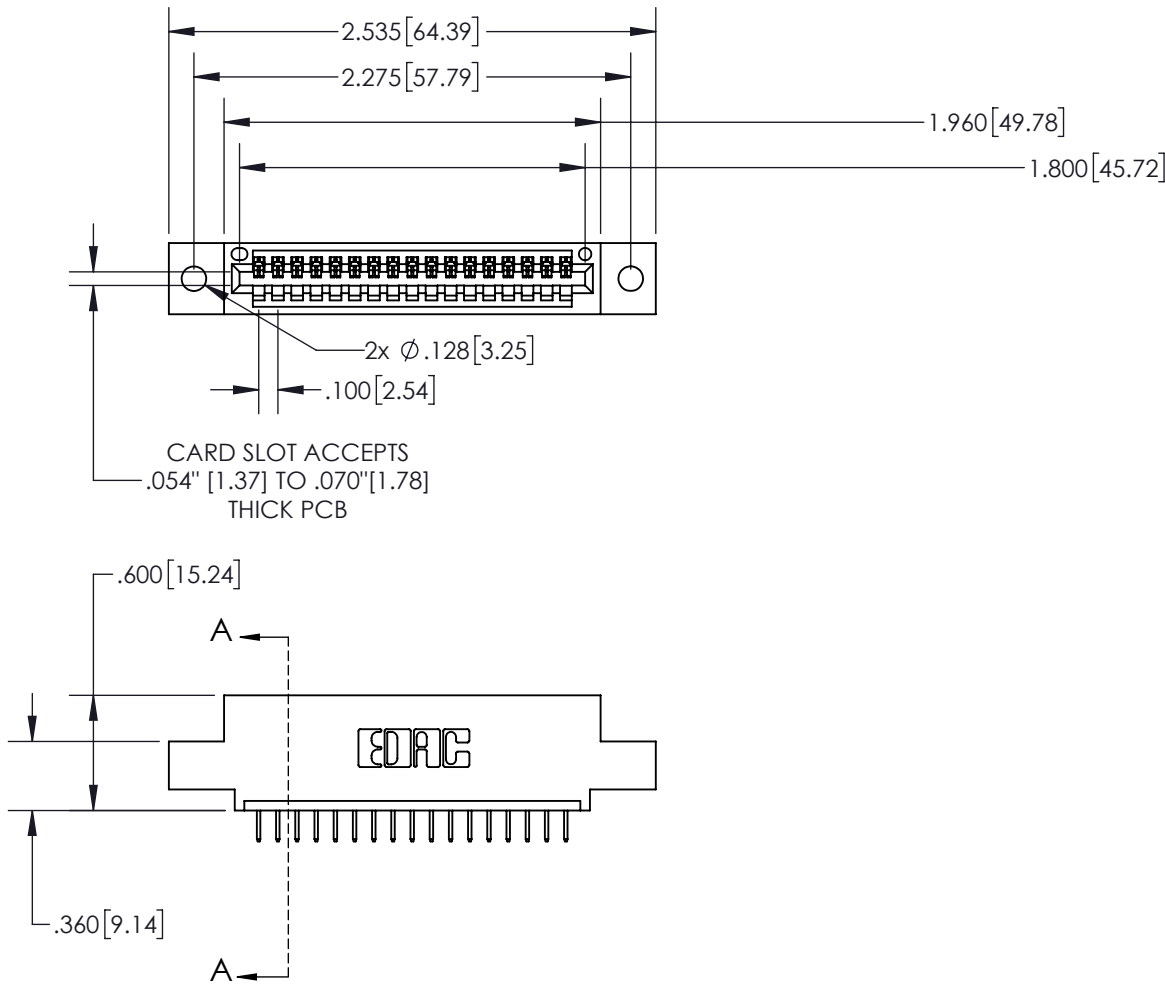 2.535[64.39]
2.275[57.79]
1.960[49.78]
1.800[45.72]
2x Ø.128[3.25]
.100[2.54]
CARD SLOT ACCEPTS
.054" [1.37] TO .070"[1.78]
THICK PCB
.600[15.24]
A
EDAC
.360[9.14]
A